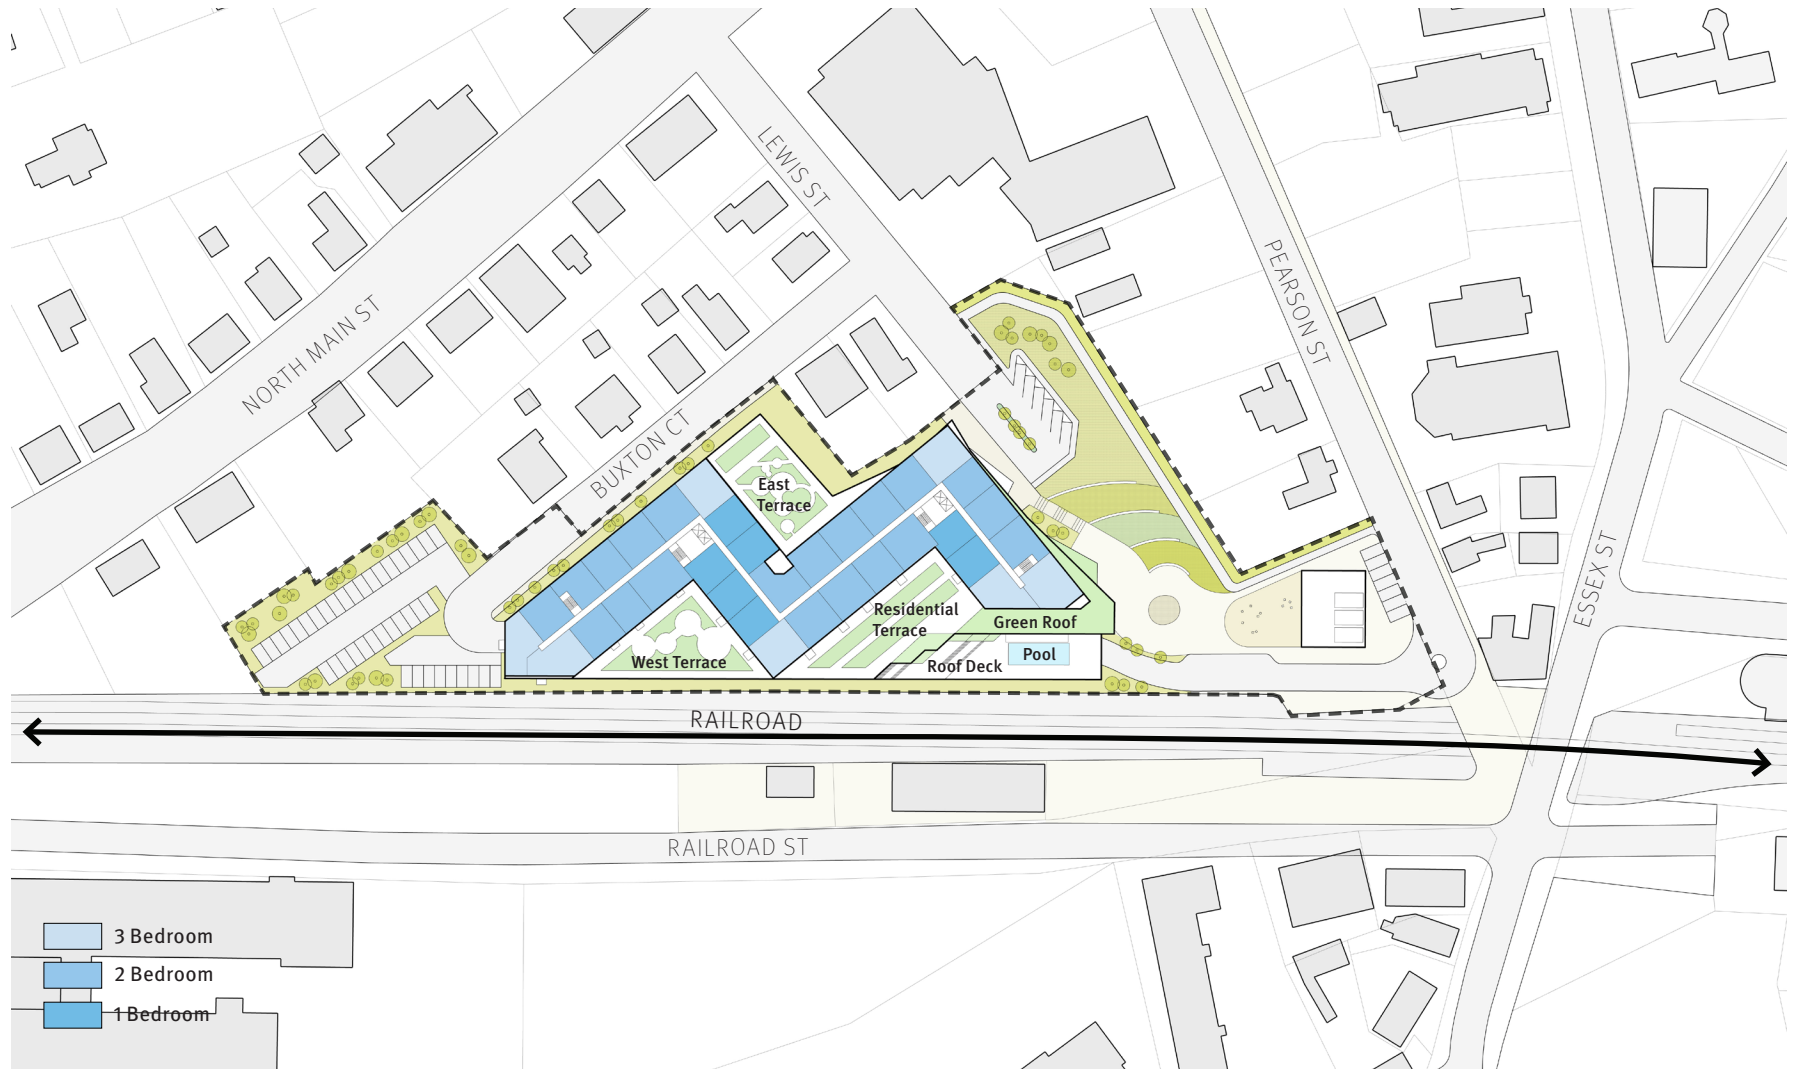 LEWIS ST
PEARSON ST
NORTH MAIN ST
BUXTON CT
East
Terrace
ESSEX ST
Residential
Terrace
Green Roof
West Terrace
Roof Deck
Pool
RAILROAD
RAILROAD ST
3 Bedroom
2 Bedroom
1 Bedroom